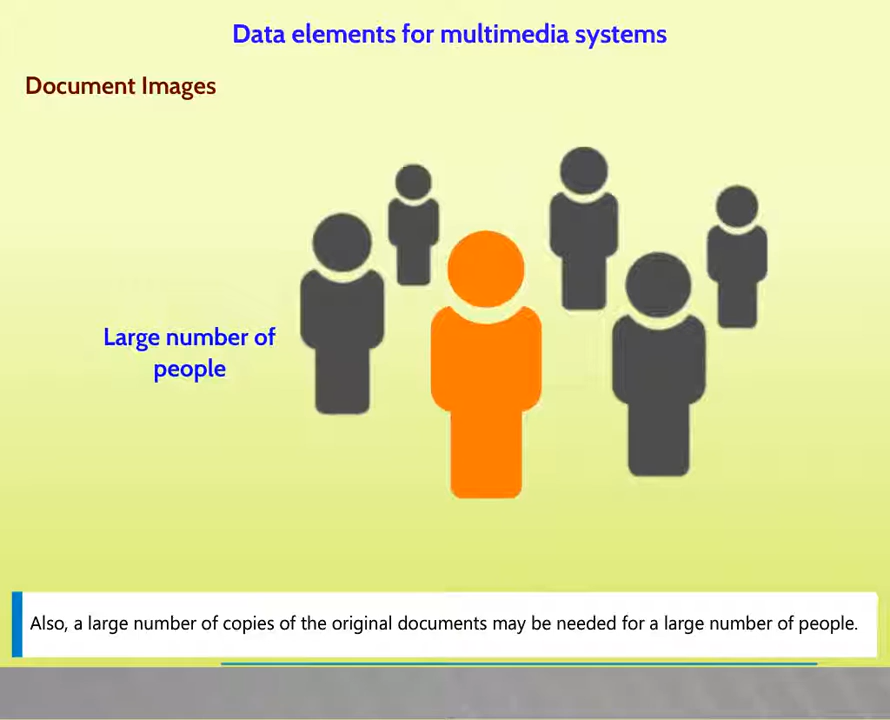 Data elements for multimedia systems
Document Images
Large number of
people
Also, a large number of copies of the original documents may be needed for a large number of people.